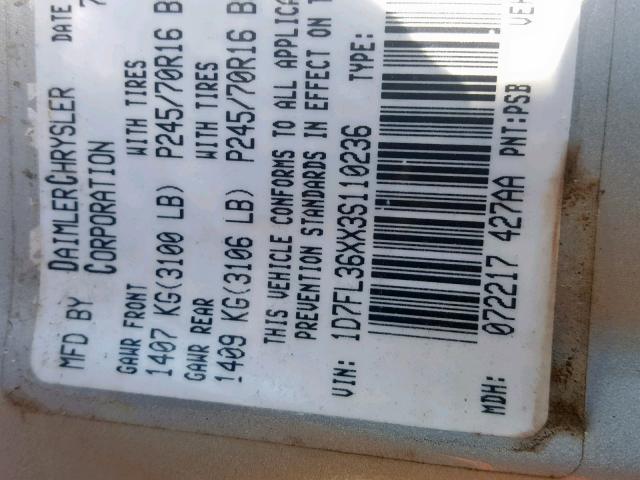 MFD BY DAIMLERCHRYSLER DATE
CORPORATION
GAWR FRONT WITH TIRES
1407 KG(3100 LB) P245/70R16 B
GAWR REAR WITH TIRES
1409 KG(3106 LB) P245/70R16 B
THIS VEHICLE CONFORMS TO ALL APPLICA
PREVENTION STANDARDS IN EFFECT ON T
VIN: 1D7FL36XX3S110236 TYPE:
MDH: 072217 427AA PNT:PSB VE